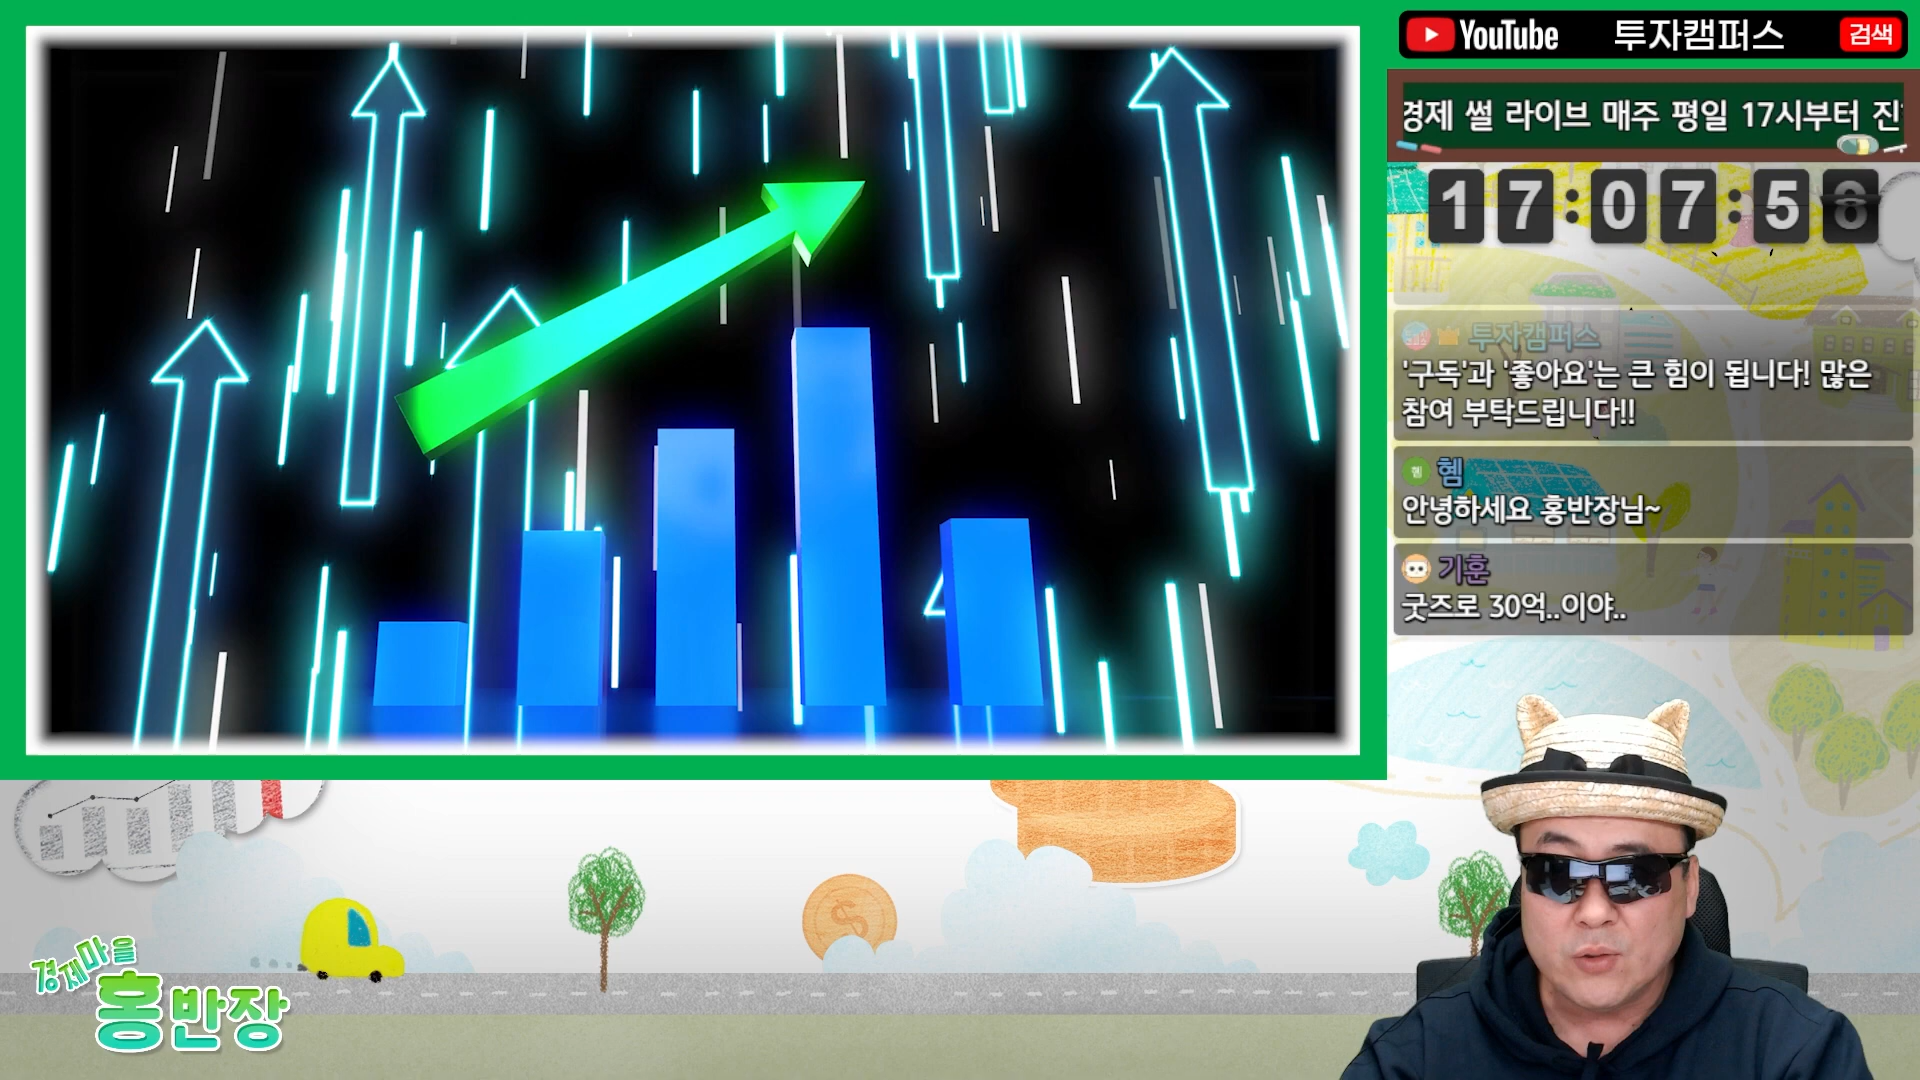 YouTube 투자캠퍼스 검색
경제 썰 라이브 매주 평일 17시부터 진
17:07:58
투자캠퍼스
'구독'과 '좋아요'는 큰 힘이 됩니다! 많은
참여 부탁드립니다!!
헴 혬
안녕하세요 홍반장님~
기훈
굿즈로 30억..이야..
경제마을
홍반장